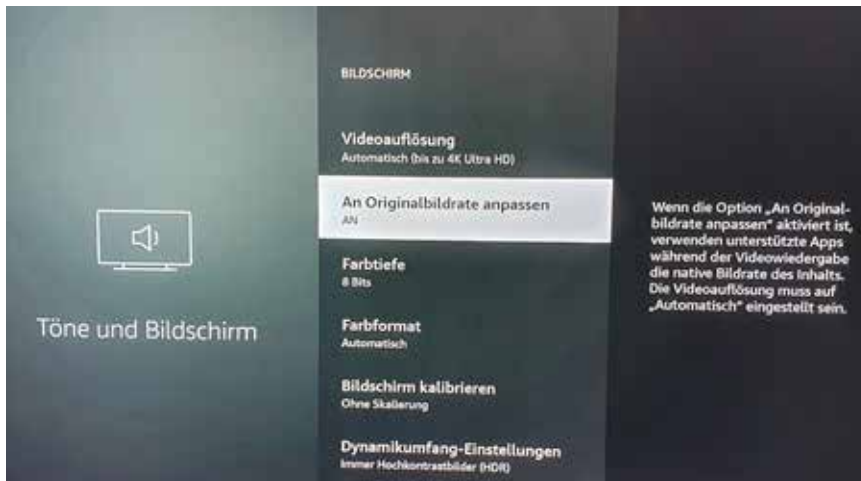 BILDSCHIRM
Videoauflösung
Automatisch (bis zu 4K Ultra HD)
An Originalbildrate anpassen
AN
Farbtiefe
8 Bits
Farbformat
Automatisch
Bildschirm kalibrieren
Ohne Skalierung
Dynamikumfang-Einstellungen
Immer Hochkontrastbilder (HDR)
Töne und Bildschirm
Wenn die Option „An Original-
bildrate anpassen“ aktiviert ist,
verwenden unterstützte Apps
während der Videowiedergabe
die native Bildrate des Inhalts.
Die Videoauflösung muss auf
„Automatisch“ eingestellt sein.